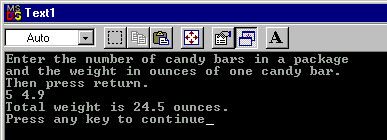 Text1
Auto
A
Enter the number of candy bars in a package
and the weight in ounces of one candy bar.
Then press return.
5 4.9
Total weight is 24.5 ounces.
Press any key to continue_